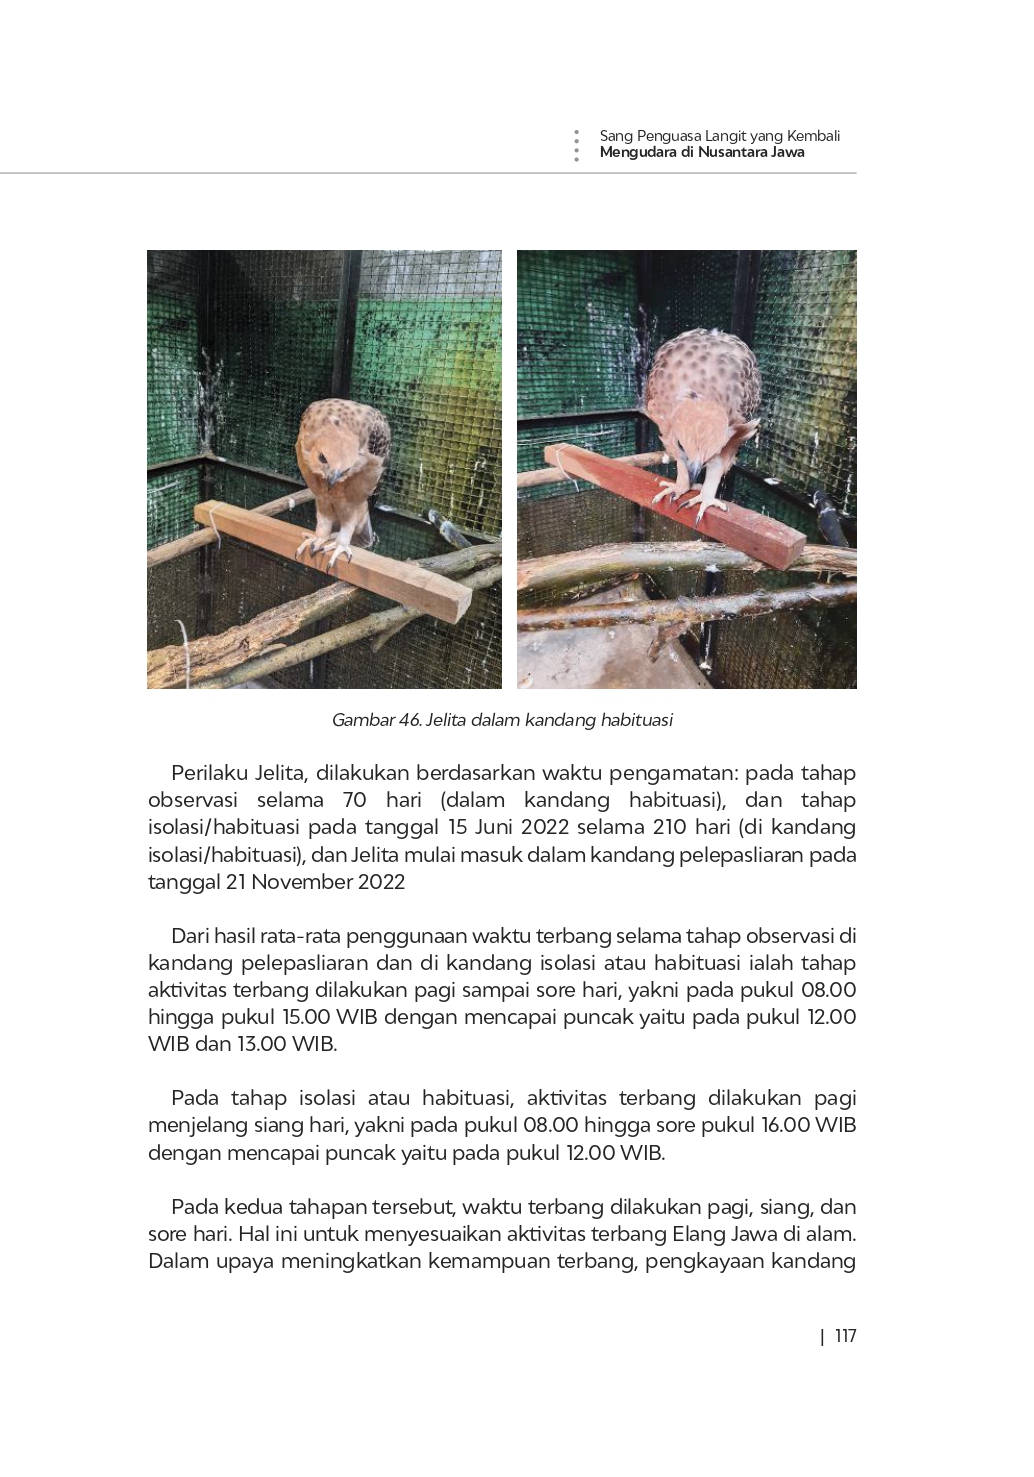 Sang Penguasa Langit yang Kembali
Mengudara di Nusantara Jawa
Gambar 46. Jelita dalam kandang habituasi
Perilaku Jelita, dilakukan berdasarkan waktu pengamatan: pada tahap
observasi selama 70 hari (dalam kandang habituasi), dan tahap
isolasi/habituasi pada tanggal 15 Juni 2022 selama 210 hari (di kandang
isolasi/habituasi), dan Jelita mulai masuk dalam kandang pelepasliaran pada
tanggal 21 November 2022
Dari hasil rata-rata penggunaan waktu terbang selama tahap observasi di
kandang pelepasliaran dan di kandang isolasi atau habituasi ialah tahap
aktivitas terbang dilakukan pagi sampai sore hari, yakni pada pukul 08.00
hingga pukul 15.00 WIB dengan mencapai puncak yaitu pada pukul 12.00
WIB dan 13.00 WIB.
Pada tahap isolasi atau habituasi, aktivitas terbang dilakukan pagi
menjelang siang hari, yakni pada pukul 08.00 hingga sore pukul 16.00 WIB
dengan mencapai puncak yaitu pada pukul 12.00 WIB.
Pada kedua tahapan tersebut, waktu terbang dilakukan pagi, siang, dan
sore hari. Hal ini untuk menyesuaikan aktivitas terbang Elang Jawa di alam.
Dalam upaya meningkatkan kemampuan terbang, pengkayaan kandang
| 117